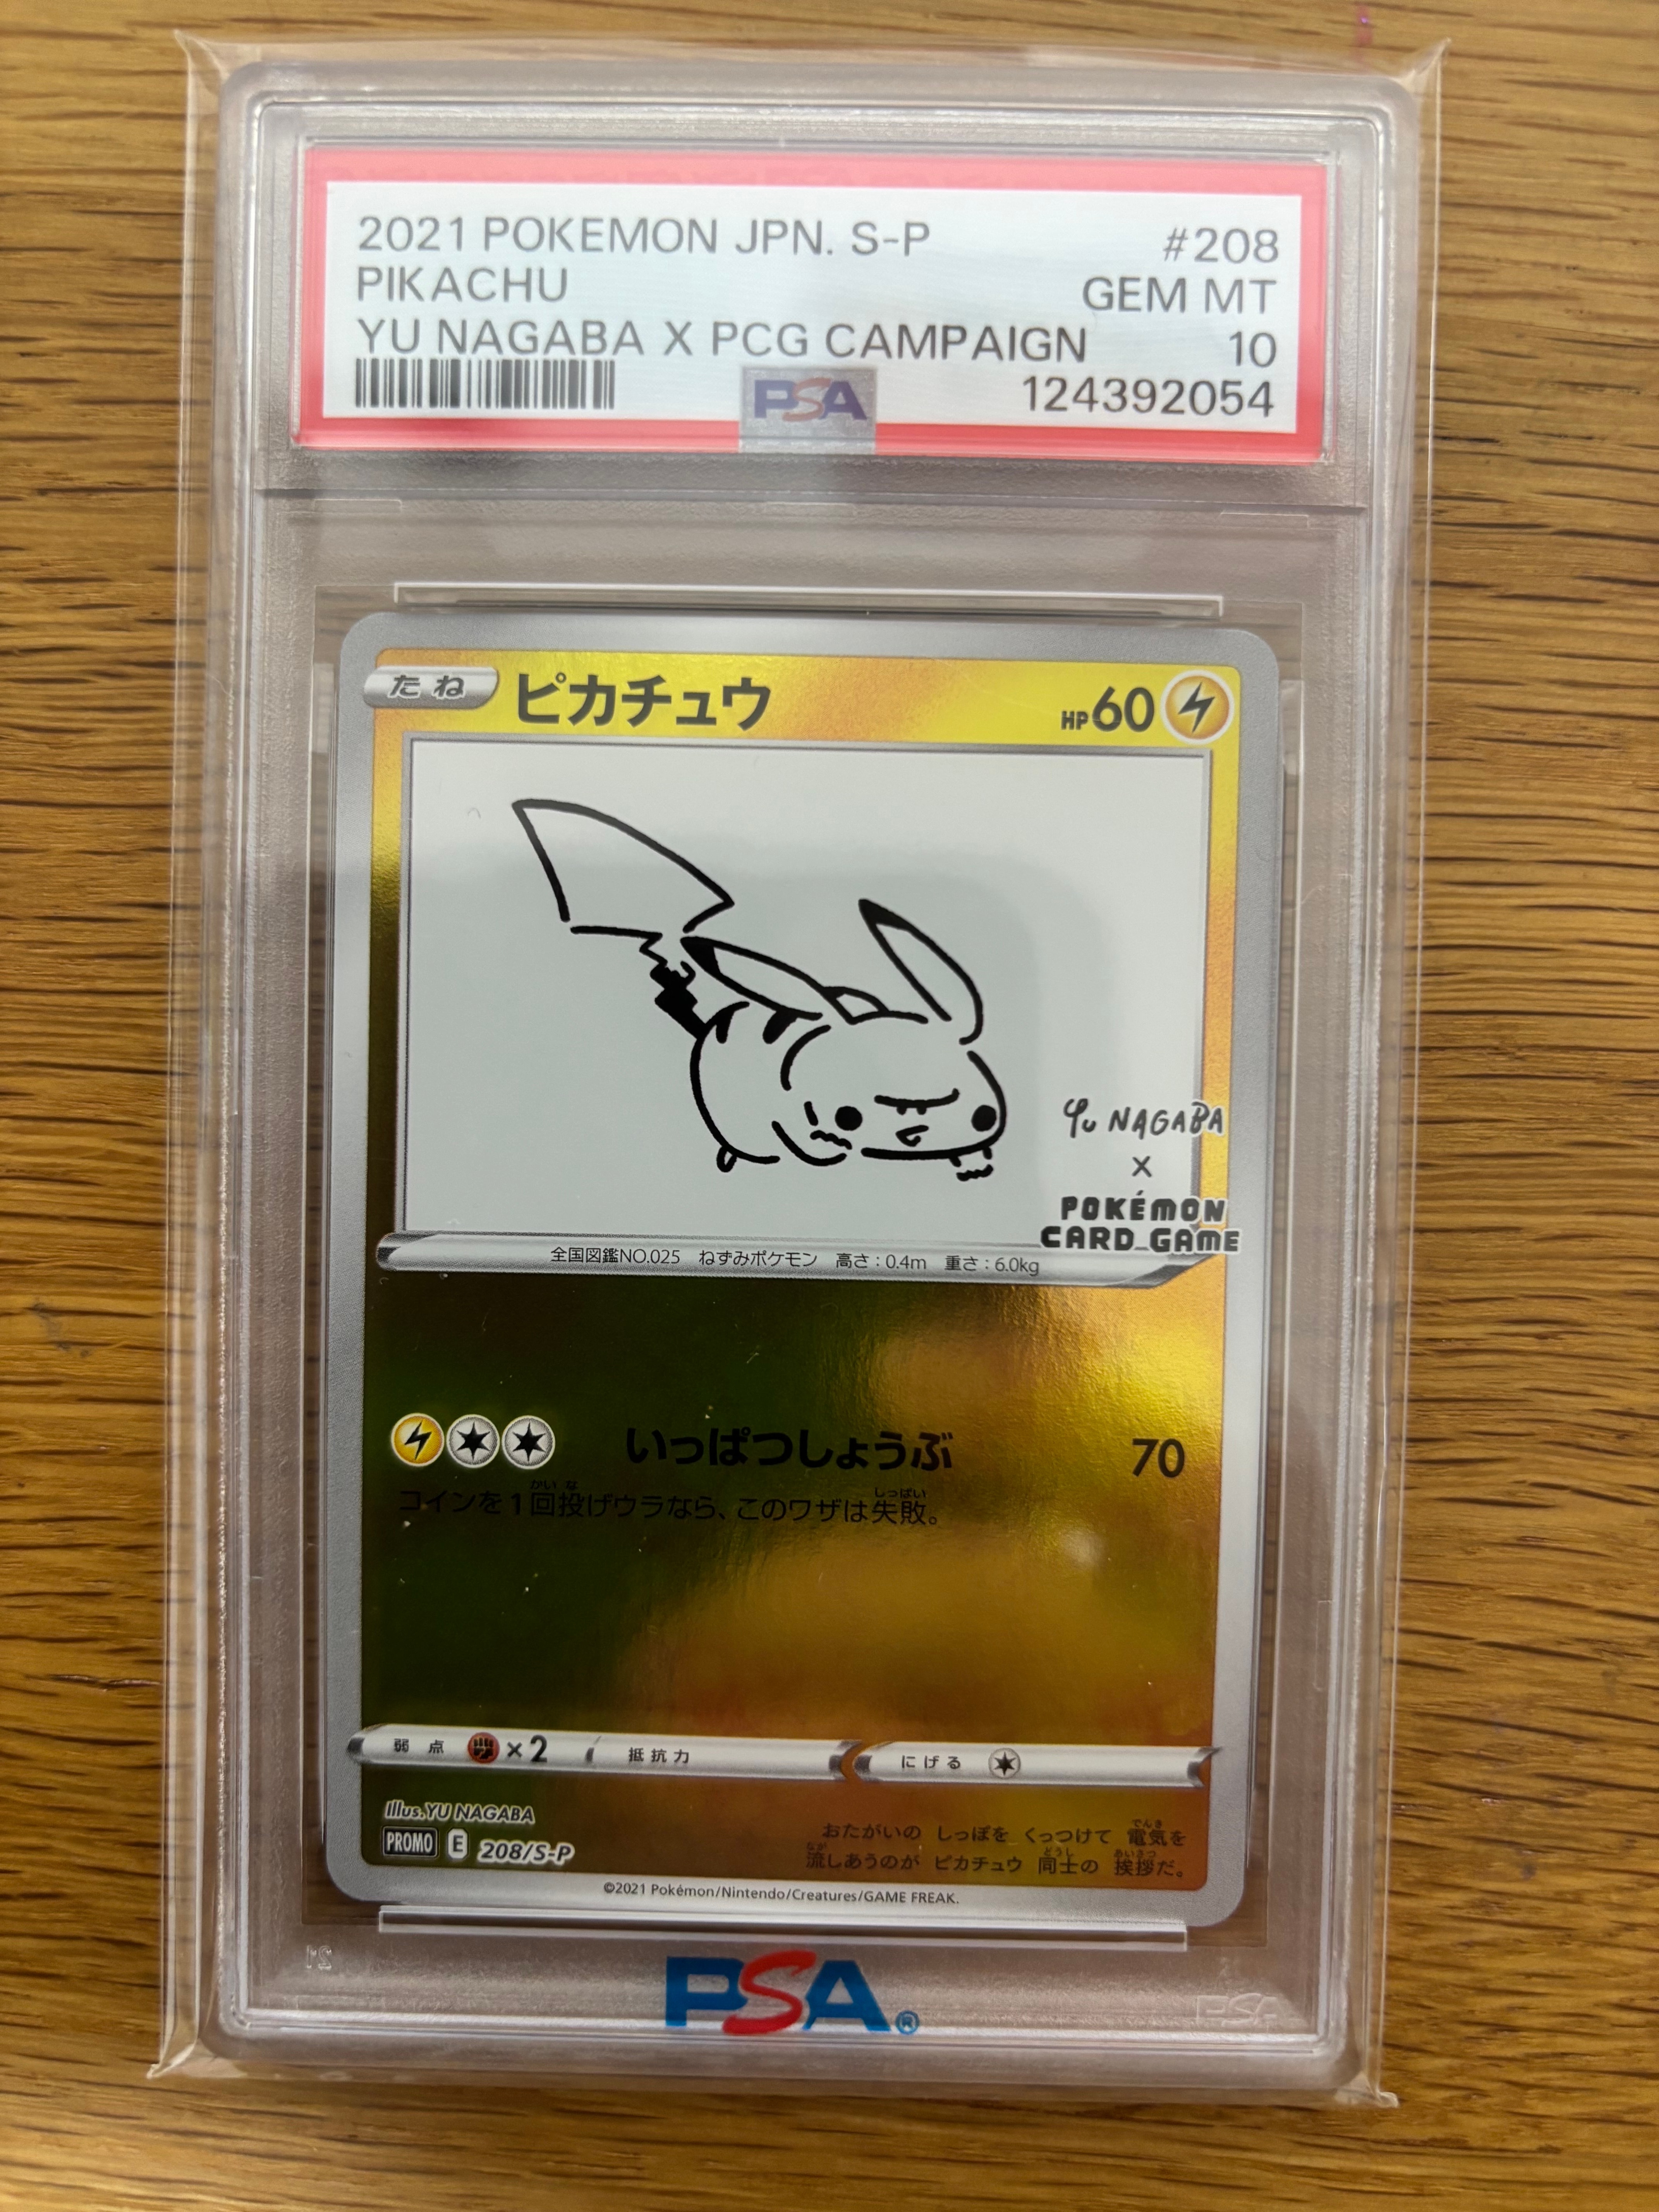 2021 POKEMON JPN. S-P #208
PIKACHU GEM MT
YU NAGABA X PCG CAMPAIGN 10
PSA 124392054
たね ピカチュウ HP60
YU NAGABA
X
POKÉMON
CARD GAME
全国図鑑NO.025 ねずみポケモン 高さ:0.4m 重さ:6.0kg
いっぱつしょうぶ 70
コインを1回投げウラなら、このワザは失敗。
弱点 ×2 抵抗力 にげる
Illus. YU NAGABA
PROMO E 208/S-P
おたがいの しっぽを くっつけて 電気を
流しあうのが ピカチュウ 同士の 挨拶だ。
©2021 Pokémon/Nintendo/Creatures/GAME FREAK.
PSA®
PSA